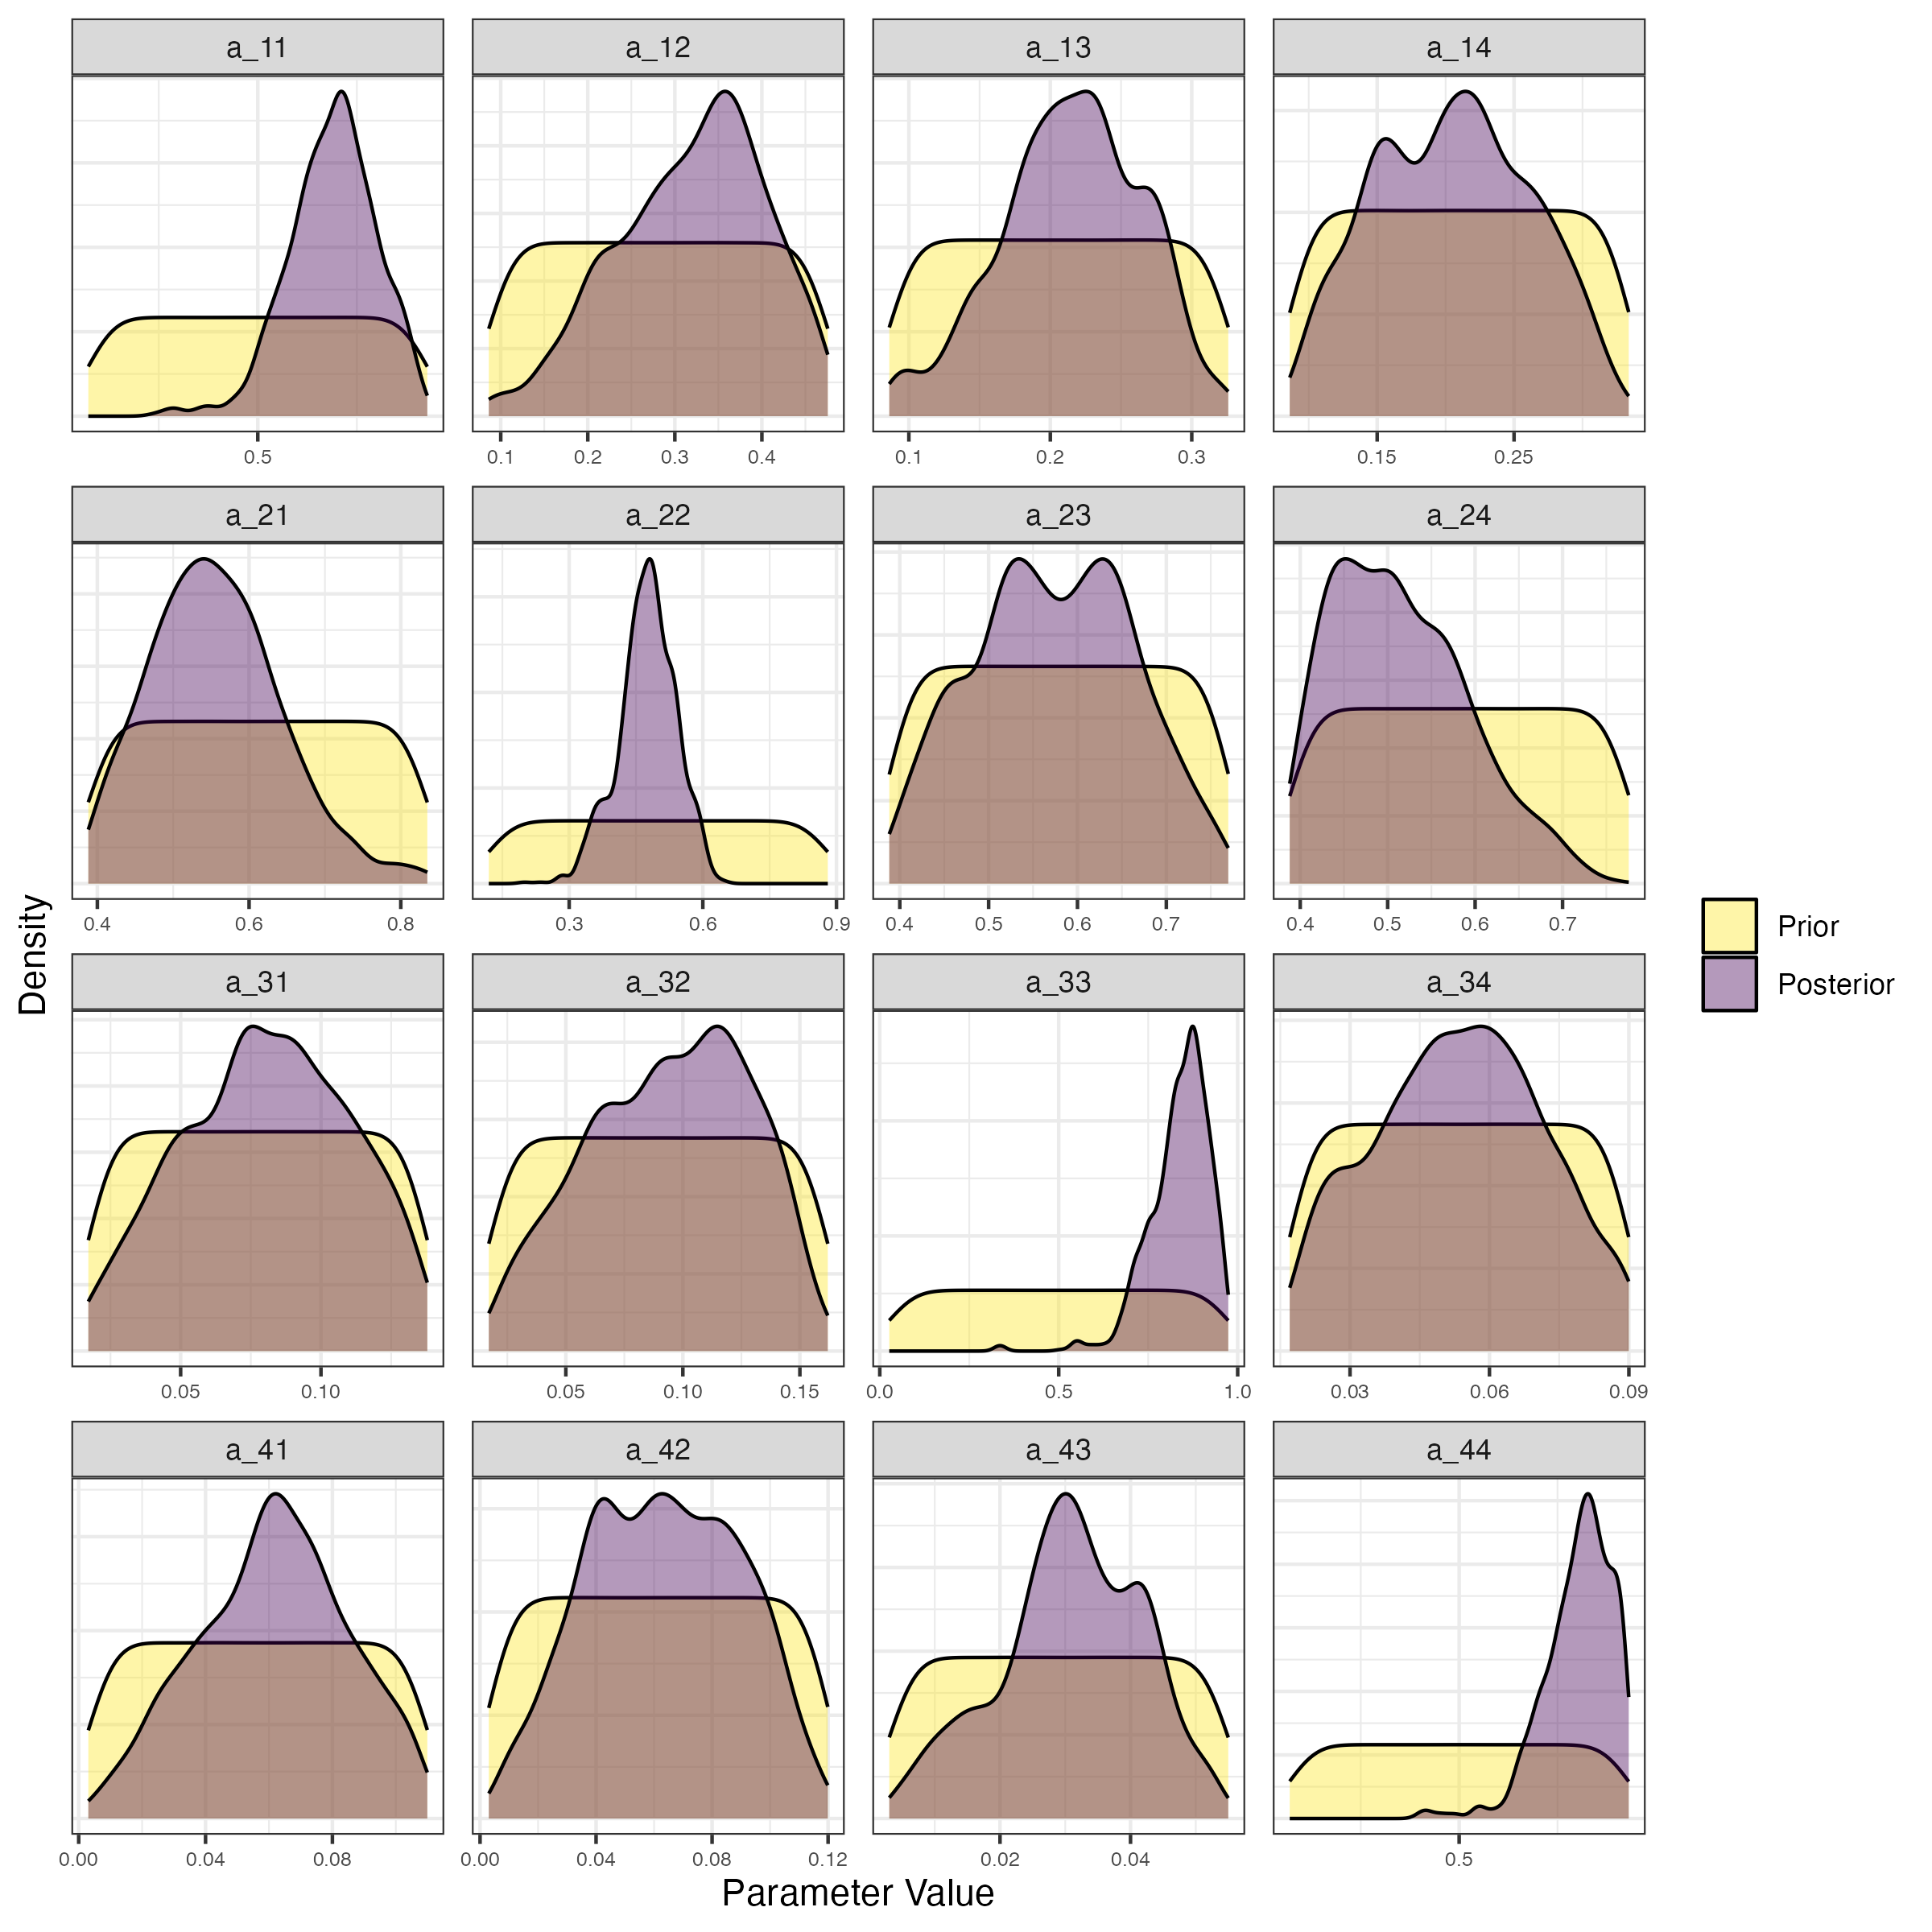 a_11 a_12 a_13 a_14
0.5 0.1 0.2 0.3 0.4 0.1 0.2 0.3 0.15 0.25
a_21 a_22 a_23 a_24
0.4 0.6 0.8 0.3 0.6 0.9 0.4 0.5 0.6 0.7 0.4 0.5 0.6 0.7
Density
Prior
Posterior
a_31 a_32 a_33 a_34
0.05 0.10 0.05 0.10 0.15 0.0 0.5 1.0 0.03 0.06 0.09
a_41 a_42 a_43 a_44
0.00 0.04 0.08 0.00 0.04 0.08 0.12 0.02 0.04 0.5
Parameter Value